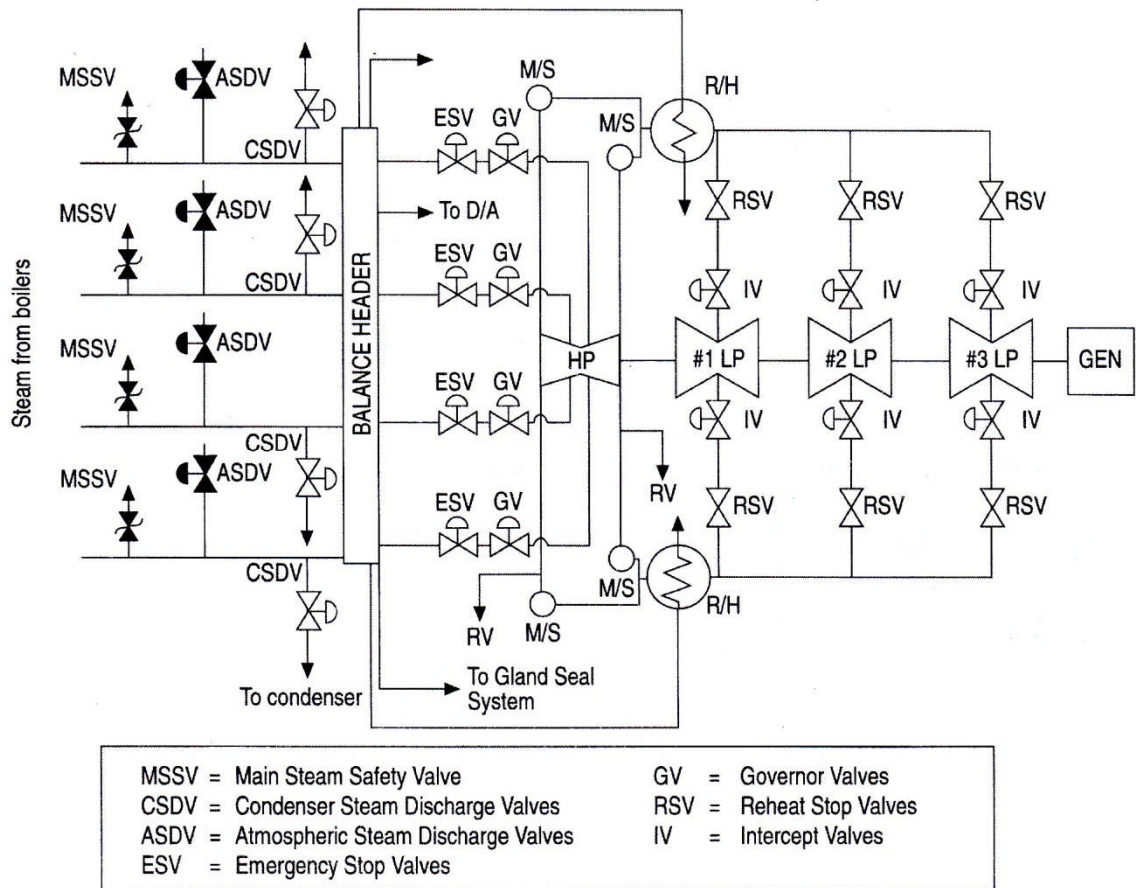 MSSV
ASDV
CSDV
MSSV
ASDV
CSDV
MSSV
ASDV
CSDV
MSSV
ASDV
CSDV
To condenser
Steam from boilers
BALANCE HEADER
ESV GV
To D/A
ESV GV
ESV GV
ESV GV
To Gland Seal
System
M/S
M/S
R/H
HP
RV
RV
M/S
M/S
R/H
RSV
RSV
RSV
IV
IV
IV
#1 LP
#2 LP
#3 LP
GEN
IV
IV
IV
RSV
RSV
RSV
MSSV = Main Steam Safety Valve
CSDV = Condenser Steam Discharge Valves
ASDV = Atmospheric Steam Discharge Valves
ESV = Emergency Stop Valves
GV = Governor Valves
RSV = Reheat Stop Valves
IV = Intercept Valves